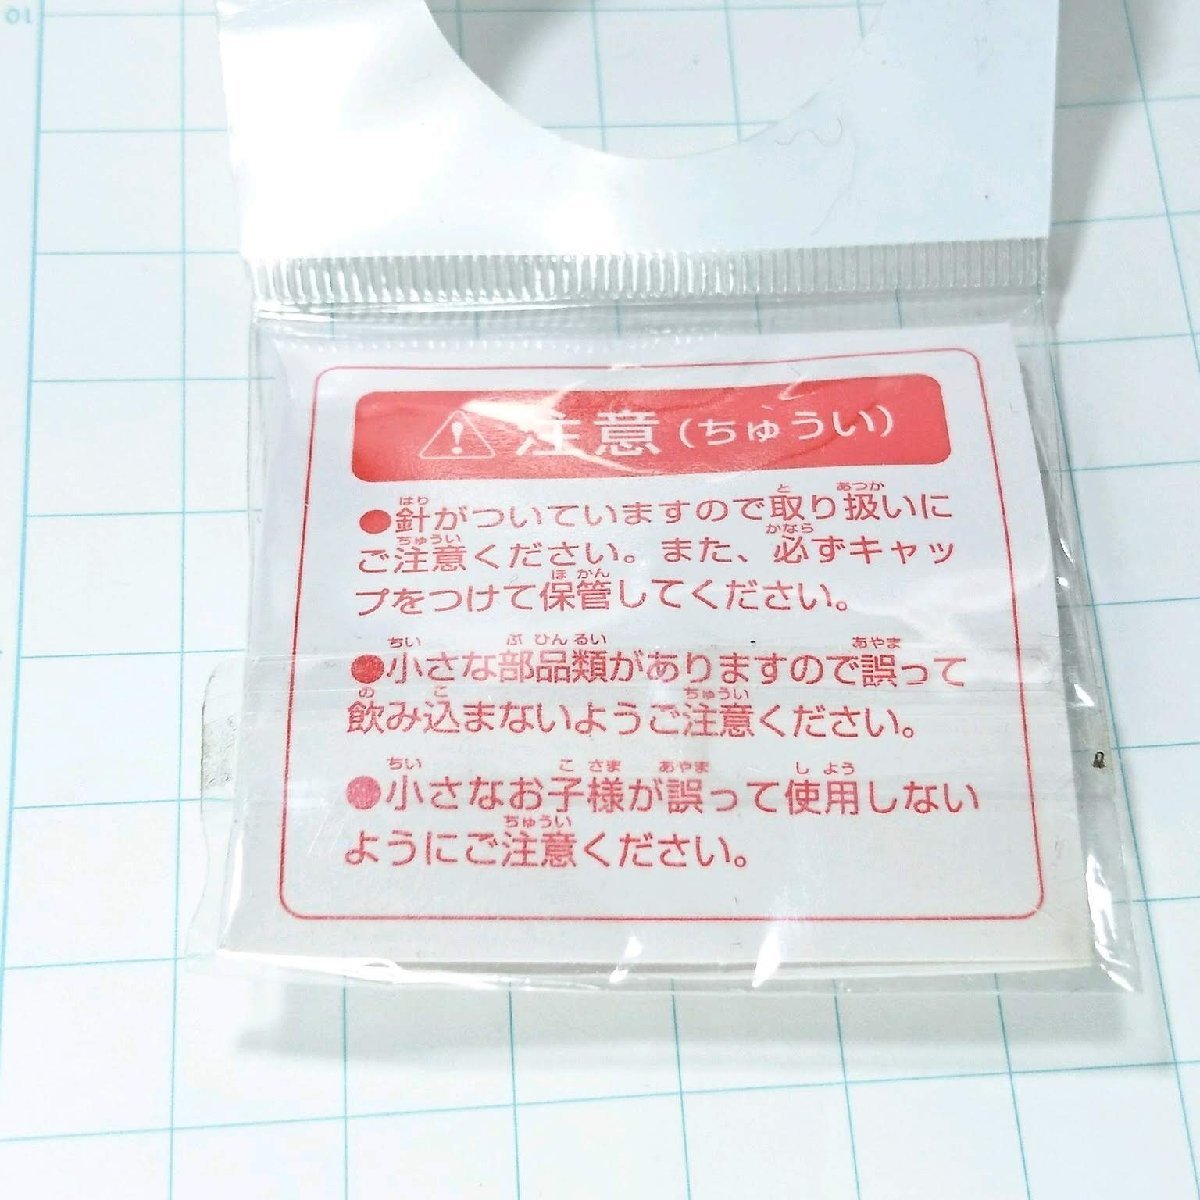 10
注意(ちゅうい)
●針がついていますので取り扱いに
ご注意ください。また、必ずキャッ
プをつけて保管してください。
●小さな部品類がありますので誤って
飲み込まないようご注意ください。
●小さなお子様が誤って使用しない
ようにご注意ください。